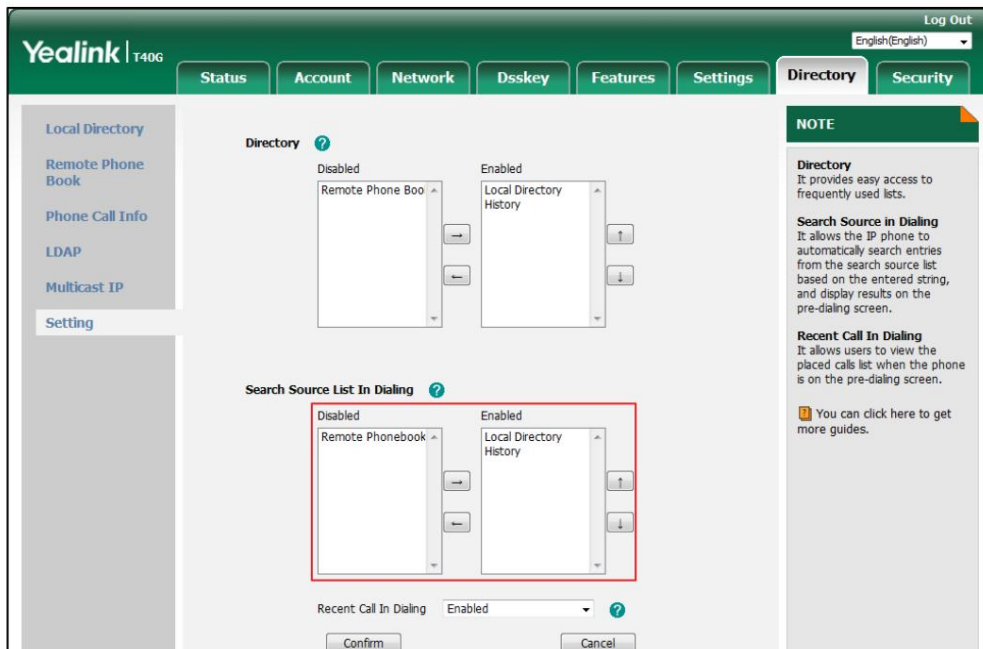 Log Out
English(English)
Yealink T40G
Status
Account
Network
Dsskey
Features
Settings
Directory
Security
Local Directory
Remote Phone
Book
Phone Call Info
LDAP
Multicast IP
Setting
Directory ?
Disabled
Enabled
Remote Phone Boo
Local Directory
History
→
←
↑
↓
Search Source List In Dialing ?
Disabled
Enabled
Remote Phonebook
Local Directory
History
→
←
↑
↓
Recent Call In Dialing Enabled ?
Confirm
Cancel
NOTE
Directory
It provides easy access to
frequently used lists.
Search Source in Dialing
It allows the IP phone to
automatically search entries
from the search source list
based on the entered string,
and display results on the
pre-dialing screen.
Recent Call In Dialing
It allows users to view the
placed calls list when the phone
is on the pre-dialing screen.
? You can click here to get
more guides.